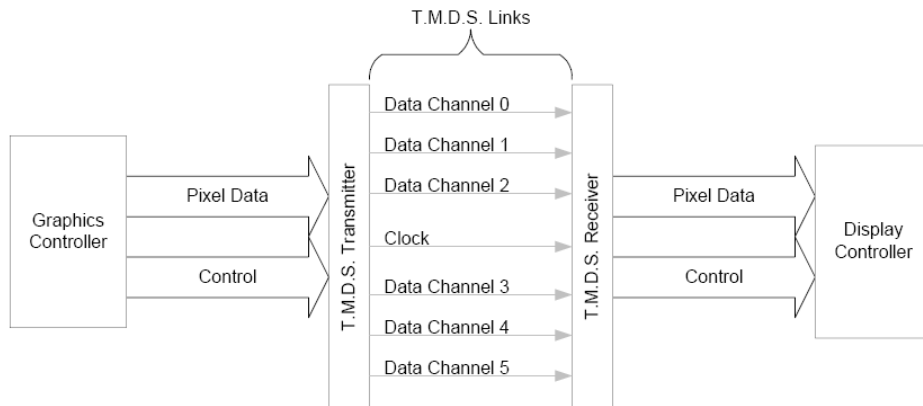 T.M.D.S. Links
Graphics
Controller
Pixel Data
Control
T.M.D.S. Transmitter
Data Channel 0
Data Channel 1
Data Channel 2
Clock
Data Channel 3
Data Channel 4
Data Channel 5
T.M.D.S. Receiver
Pixel Data
Control
Display
Controller